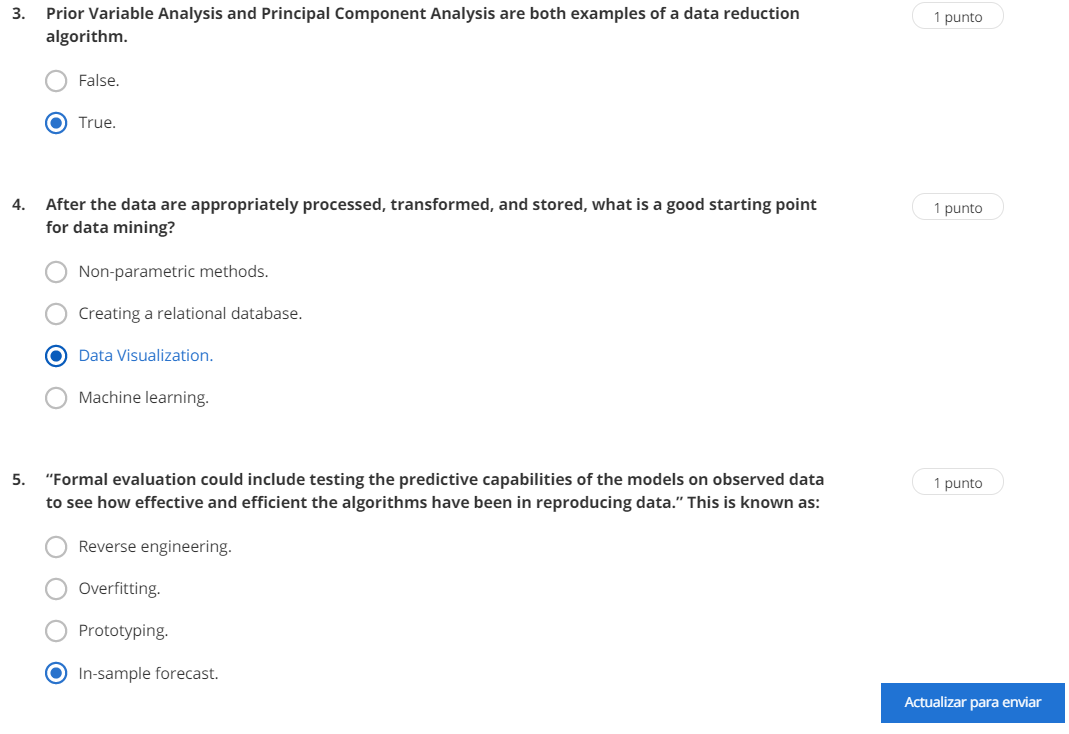 3. Prior Variable Analysis and Principal Component Analysis are both examples of a data reduction
algorithm.
1 punto
False.
True.
4. After the data are appropriately processed, transformed, and stored, what is a good starting point
for data mining?
1 punto
Non-parametric methods.
Creating a relational database.
Data Visualization.
Machine learning.
5. “Formal evaluation could include testing the predictive capabilities of the models on observed data
to see how effective and efficient the algorithms have been in reproducing data.” This is known as:
1 punto
Reverse engineering.
Overfitting.
Prototyping.
In-sample forecast.
Actualizar para enviar